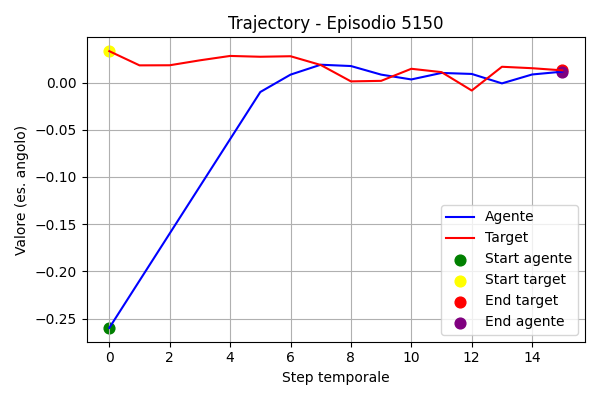 Trajectory - Episodio 5150
Valore (es. angolo)
0.00
−0.05
−0.10
−0.15
−0.20
−0.25
0 2 4 6 8 10 12 14
Step temporale
Agente
Target
Start agente
Start target
End target
End agente